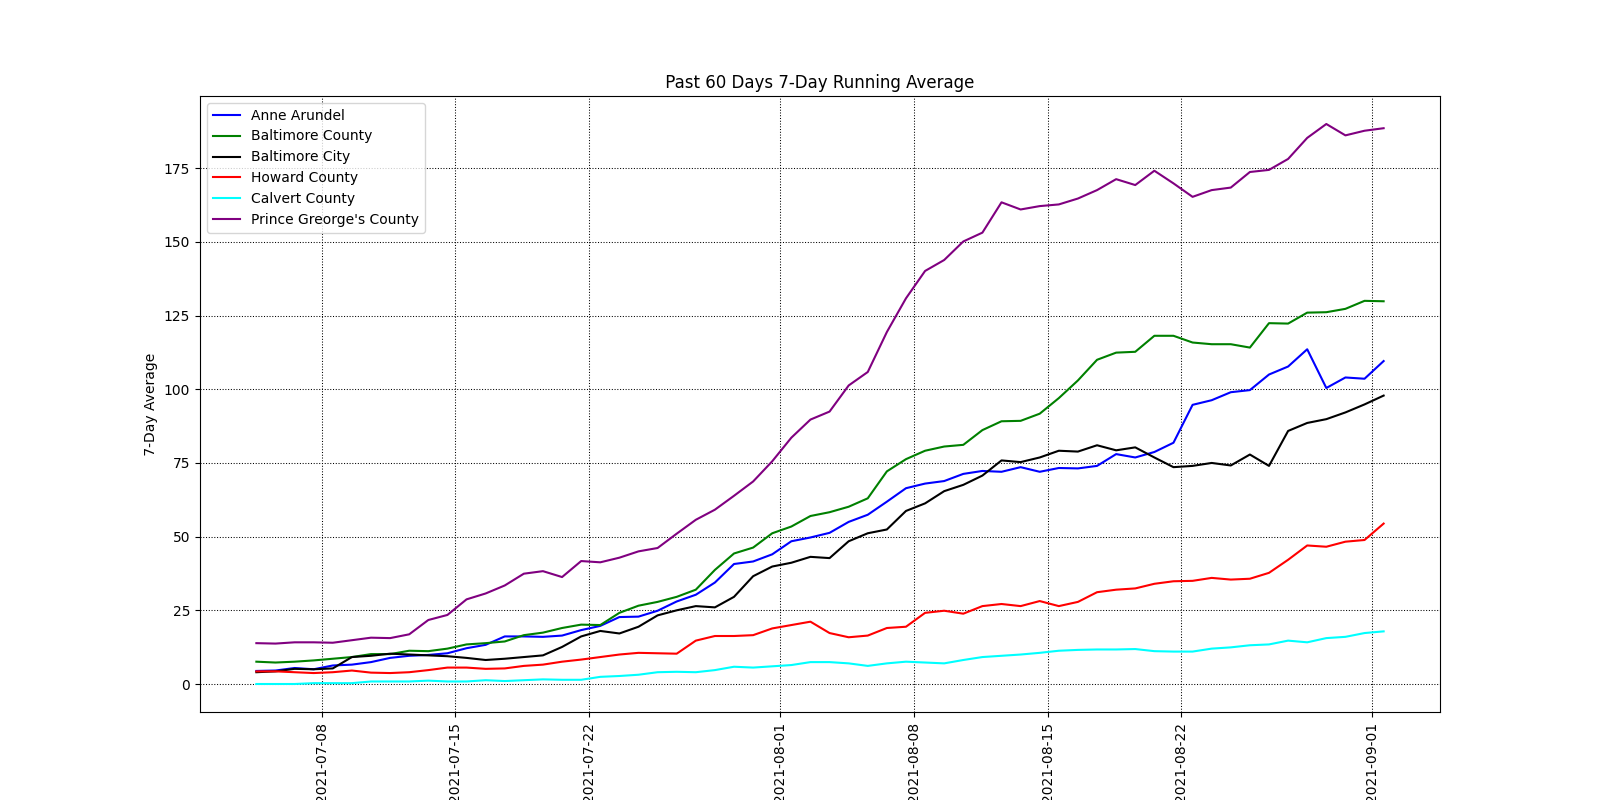 Past 60 Days 7-Day Running Average
Anne Arundel
Baltimore County
Baltimore City
Howard County
Calvert County
Prince Greorge's County
7-Day Average
175
150
125
100
75
50
25
0
2021-07-08
2021-07-15
2021-07-22
2021-08-01
2021-08-08
2021-08-15
2021-08-22
2021-09-01